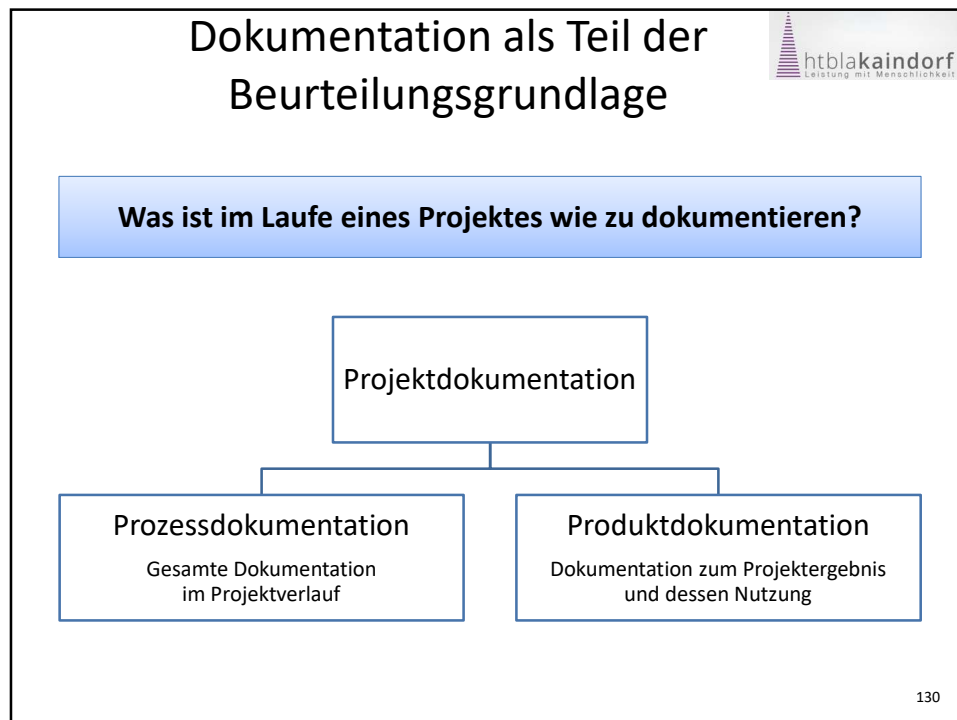 Dokumentation als Teil der
Beurteilungsgrundlage
htblakaindorf
Leistung mit Menschlichkeit
Was ist im Laufe eines Projektes wie zu dokumentieren?
Projektdokumentation
Prozessdokumentation
Gesamte Dokumentation
im Projektverlauf
Produktdokumentation
Dokumentation zum Projektergebnis
und dessen Nutzung
130